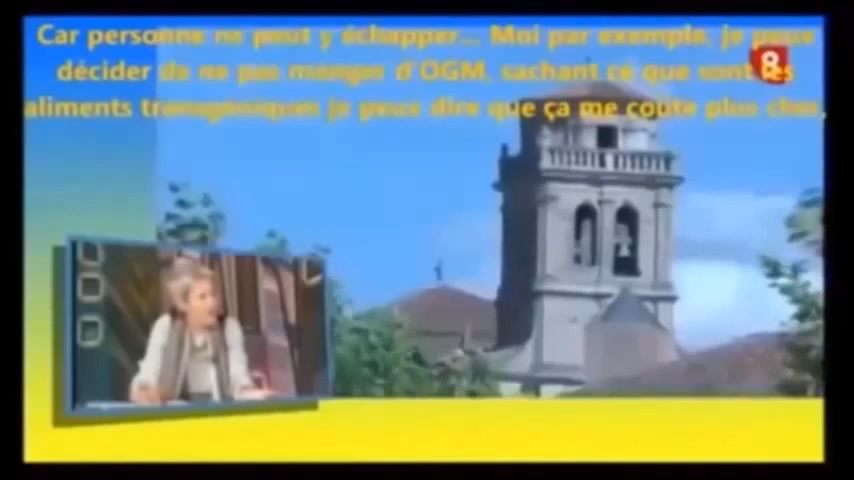 Car personne ne peut y échapper... Moi par exemple, je peux
décider de ne pas manger d'OGM, sachant ce que sont les
aliments transgéniques je peux dire que ça me coute plus cher,
8